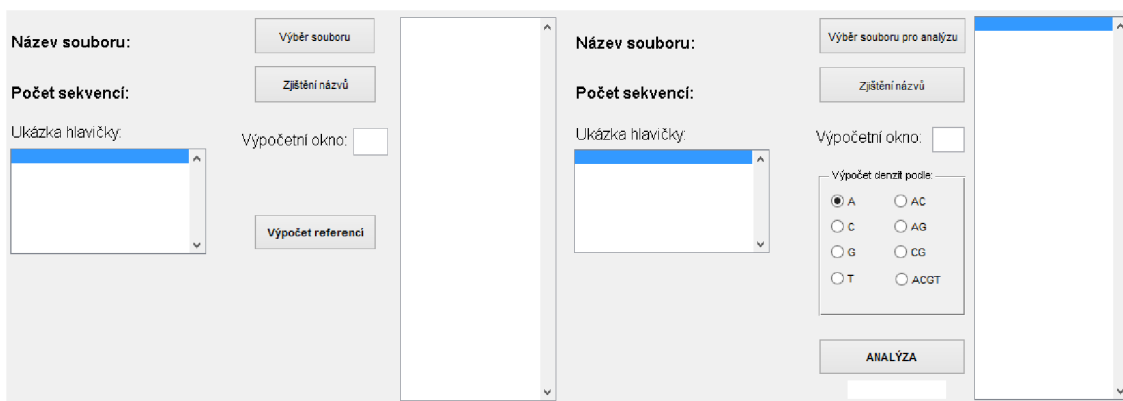 Název souboru:
Výběr souboru
Počet sekvencí:
Zjištění názvů
Ukázka hlavičky:
Výpočetní okno:
Výpočet referencí
Název souboru:
Výběr souboru pro analýzu
Počet sekvencí:
Zjištění názvů
Ukázka hlavičky:
Výpočetní okno:
Výpočet denzit podle:
A AC
C AG
G CG
T ACGT
ANALÝZA